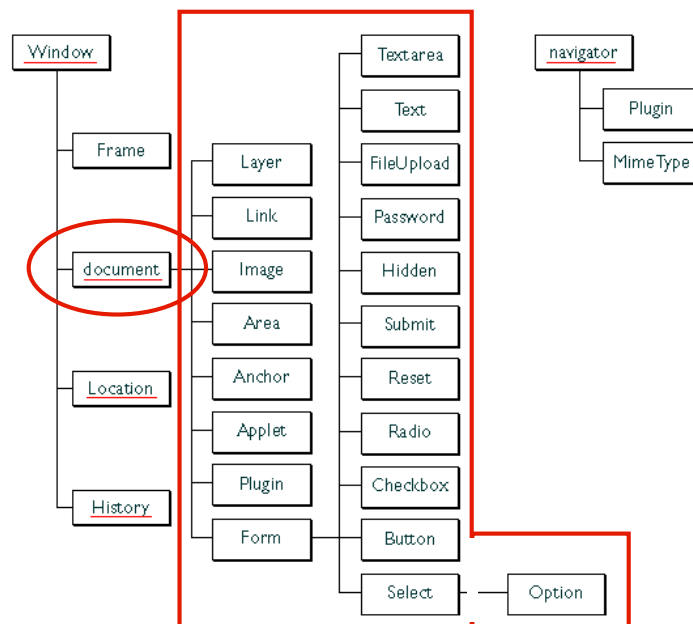 Window
Frame
document
Location
History
Layer
Link
Image
Area
Anchor
Applet
Plugin
Form
Textarea
Text
FileUpload
Password
Hidden
Submit
Reset
Radio
Checkbox
Button
Select
Option
navigator
Plugin
MimeType